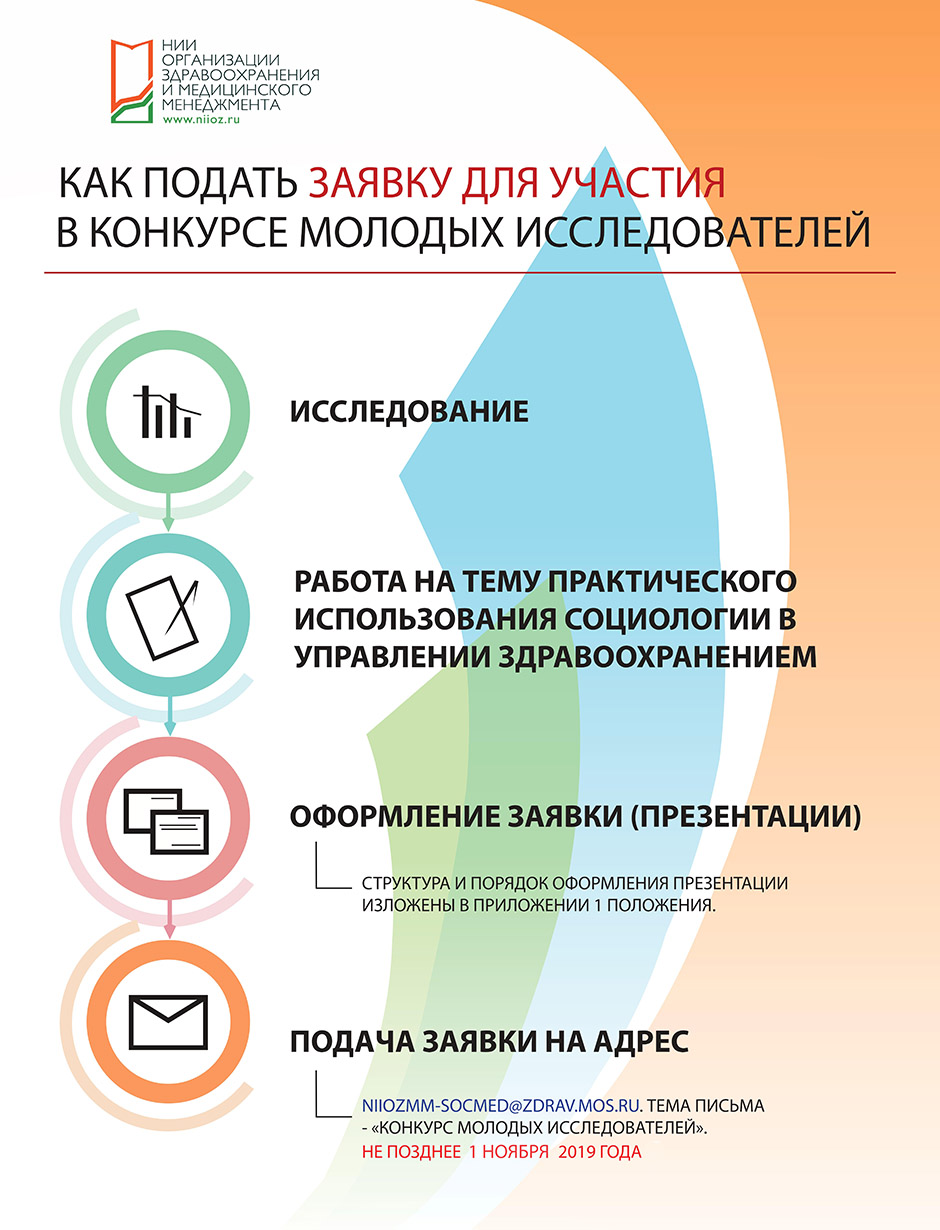 НИИ
ОРГАНИЗАЦИИ
ЗДРАВООХРАНЕНИЯ
И МЕДИЦИНСКОГО
МЕНЕДЖМЕНТА
www.niioz.ru
КАК ПОДАТЬ ЗАЯВКУ ДЛЯ УЧАСТИЯ
В КОНКУРСЕ МОЛОДЫХ ИССЛЕДОВАТЕЛЕЙ
ИССЛЕДОВАНИЕ
РАБОТА НА ТЕМУ ПРАКТИЧЕСКОГО
ИСПОЛЬЗОВАНИЯ СОЦИОЛОГИИ В
УПРАВЛЕНИИ ЗДРАВООХРАНЕНИЕМ
ОФОРМЛЕНИЕ ЗАЯВКИ (ПРЕЗЕНТАЦИИ)
СТРУКТУРА И ПОРЯДОК ОФОРМЛЕНИЯ ПРЕЗЕНТАЦИИ
ИЗЛОЖЕНЫ В ПРИЛОЖЕНИИ 1 ПОЛОЖЕНИЯ.
ПОДАЧА ЗАЯВКИ НА АДРЕС
NIIOZMM-SOCMED@ZDRAV.MOS.RU. ТЕМА ПИСЬМА
- «КОНКУРС МОЛОДЫХ ИССЛЕДОВАТЕЛЕЙ».
НЕ ПОЗДНЕЕ 1 НОЯБРЯ 2019 ГОДА